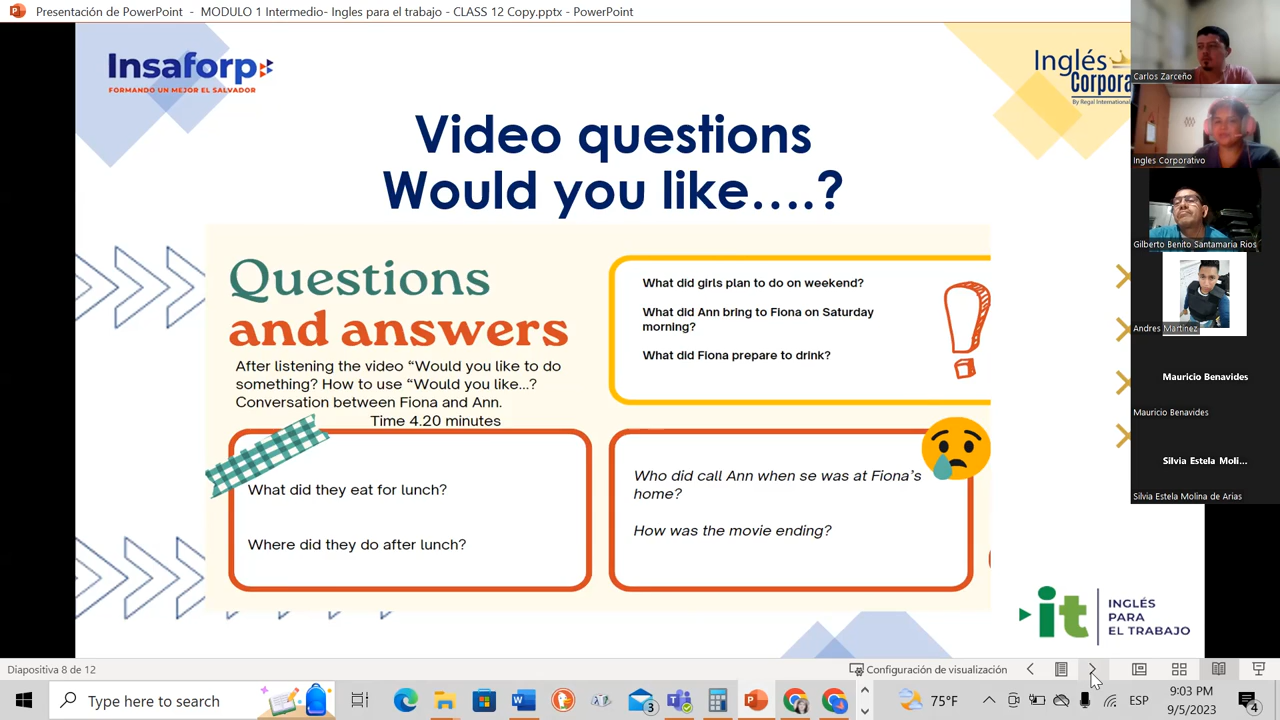 Presentación de PowerPoint - MODULO 1 Intermedio- Ingles para el trabajo - CLASS 12 Copy.pptx - PowerPoint
Insaforp
FORMANDO UN MEJOR EL SALVADOR
Inglés
Corpora
By Regal International
Video questions
Would you like….?
Questions
and answers
After listening the video “Would you like to do
something? How to use “Would you like...?
Conversation between Fiona and Ann.
Time 4.20 minutes
What did girls plan to do on weekend?
What did Ann bring to Fiona on Saturday
morning?
What did Fiona prepare to drink?
What did they eat for lunch?
Where did they do after lunch?
Who did call Ann when se was at Fiona’s
home?
How was the movie ending?
it
INGLÉS
PARA
EL TRABAJO
Carlos Zarceño
Ingles Corporativo
Gilberto Benito Santamaria Rios
Andres Martínez
Mauricio Benavides
Mauricio Benavides
Silvia Estela Moli...
Silvia Estela Molina de Arias
Diapositiva 8 de 12
Configuración de visualización
Type here to search
3
75°F
ESP
9:03 PM
9/5/2023
4